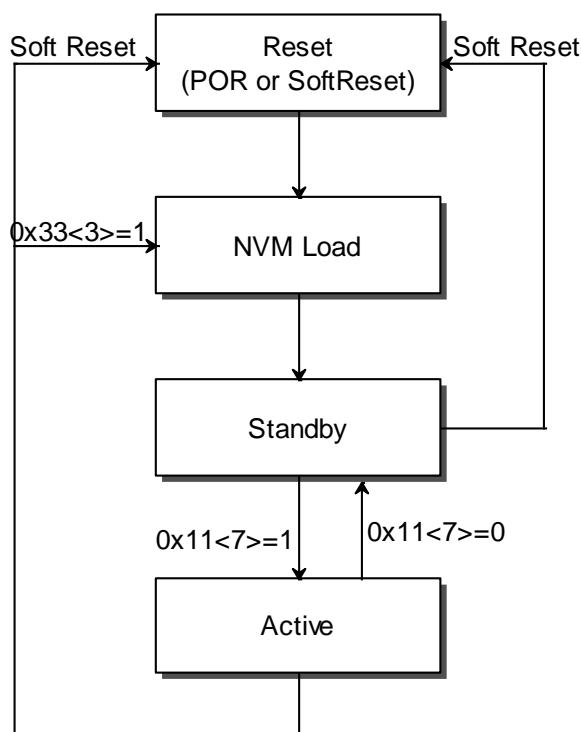 Soft Reset
Reset
(POR or SoftReset)
Soft Reset
0x33<3>=1
NVM Load
Standby
0x11<7>=1
0x11<7>=0
Active